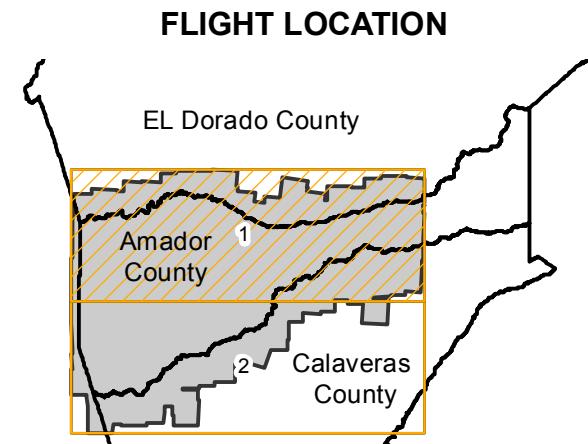 FLIGHT LOCATION
EL Dorado County
1
Amador
County
2
Calaveras
County